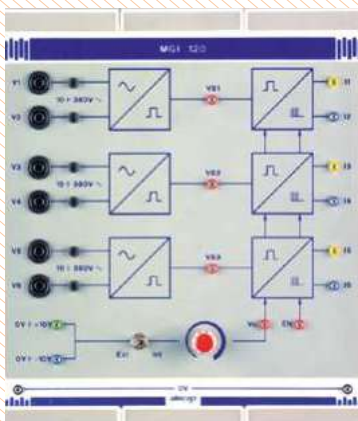 MGI 120
V1
10 ÷ 380V ~
V2
VS1
I1
I2
V3
10 ÷ 380V ~
V4
VS2
I3
I4
V5
10 ÷ 380V ~
V6
VS3
I5
I6
0V ÷ +10V
0V ÷ -10V
Ext
Int
EN
0V